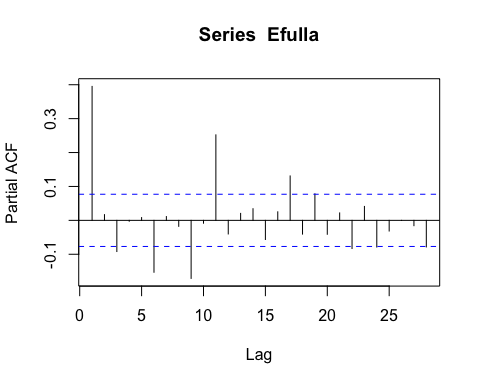 Series  Efulla
Partial ACF
0.3
0.1
-0.1
0 5 10 15 20 25
Lag